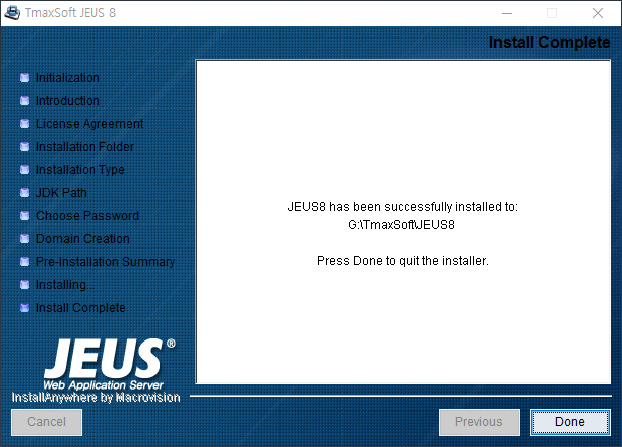 TmaxSoft JEUS 8
Install Complete
Initialization
Introduction
License Agreement
Installation Folder
Installation Type
JDK Path
Choose Password
Domain Creation
Pre-Installation Summary
Installing...
Install Complete
JEUS8 has been successfully installed to:
G:\TmaxSoft\JEUS8
Press Done to quit the installer.
JEUS®
Web Application Server
InstallAnywhere by Macrovision
Cancel
Previous
Done